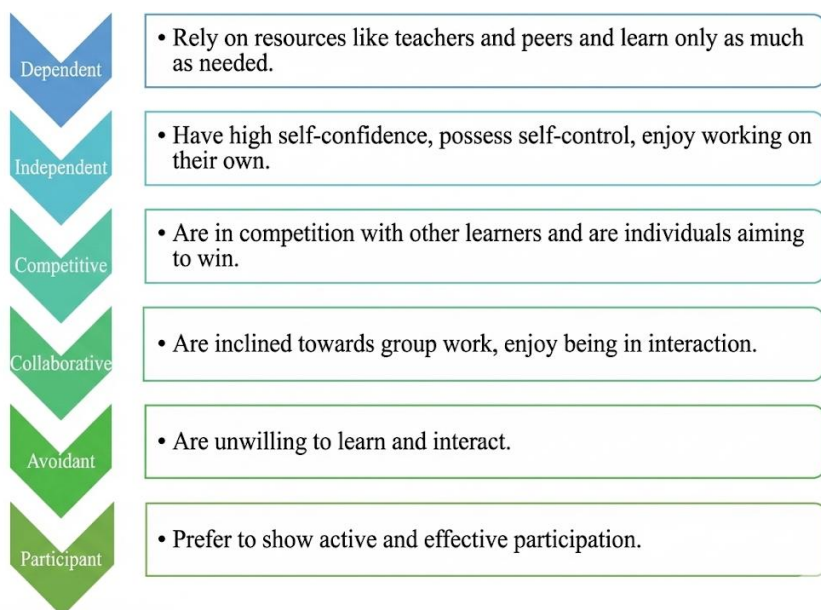 Dependent
• Rely on resources like teachers and peers and learn only as much
as needed.
Independent
• Have high self-confidence, possess self-control, enjoy working on
their own.
Competitive
• Are in competition with other learners and are individuals aiming
to win.
Collaborative
• Are inclined towards group work, enjoy being in interaction.
Avoidant
• Are unwilling to learn and interact.
Participant
• Prefer to show active and effective participation.